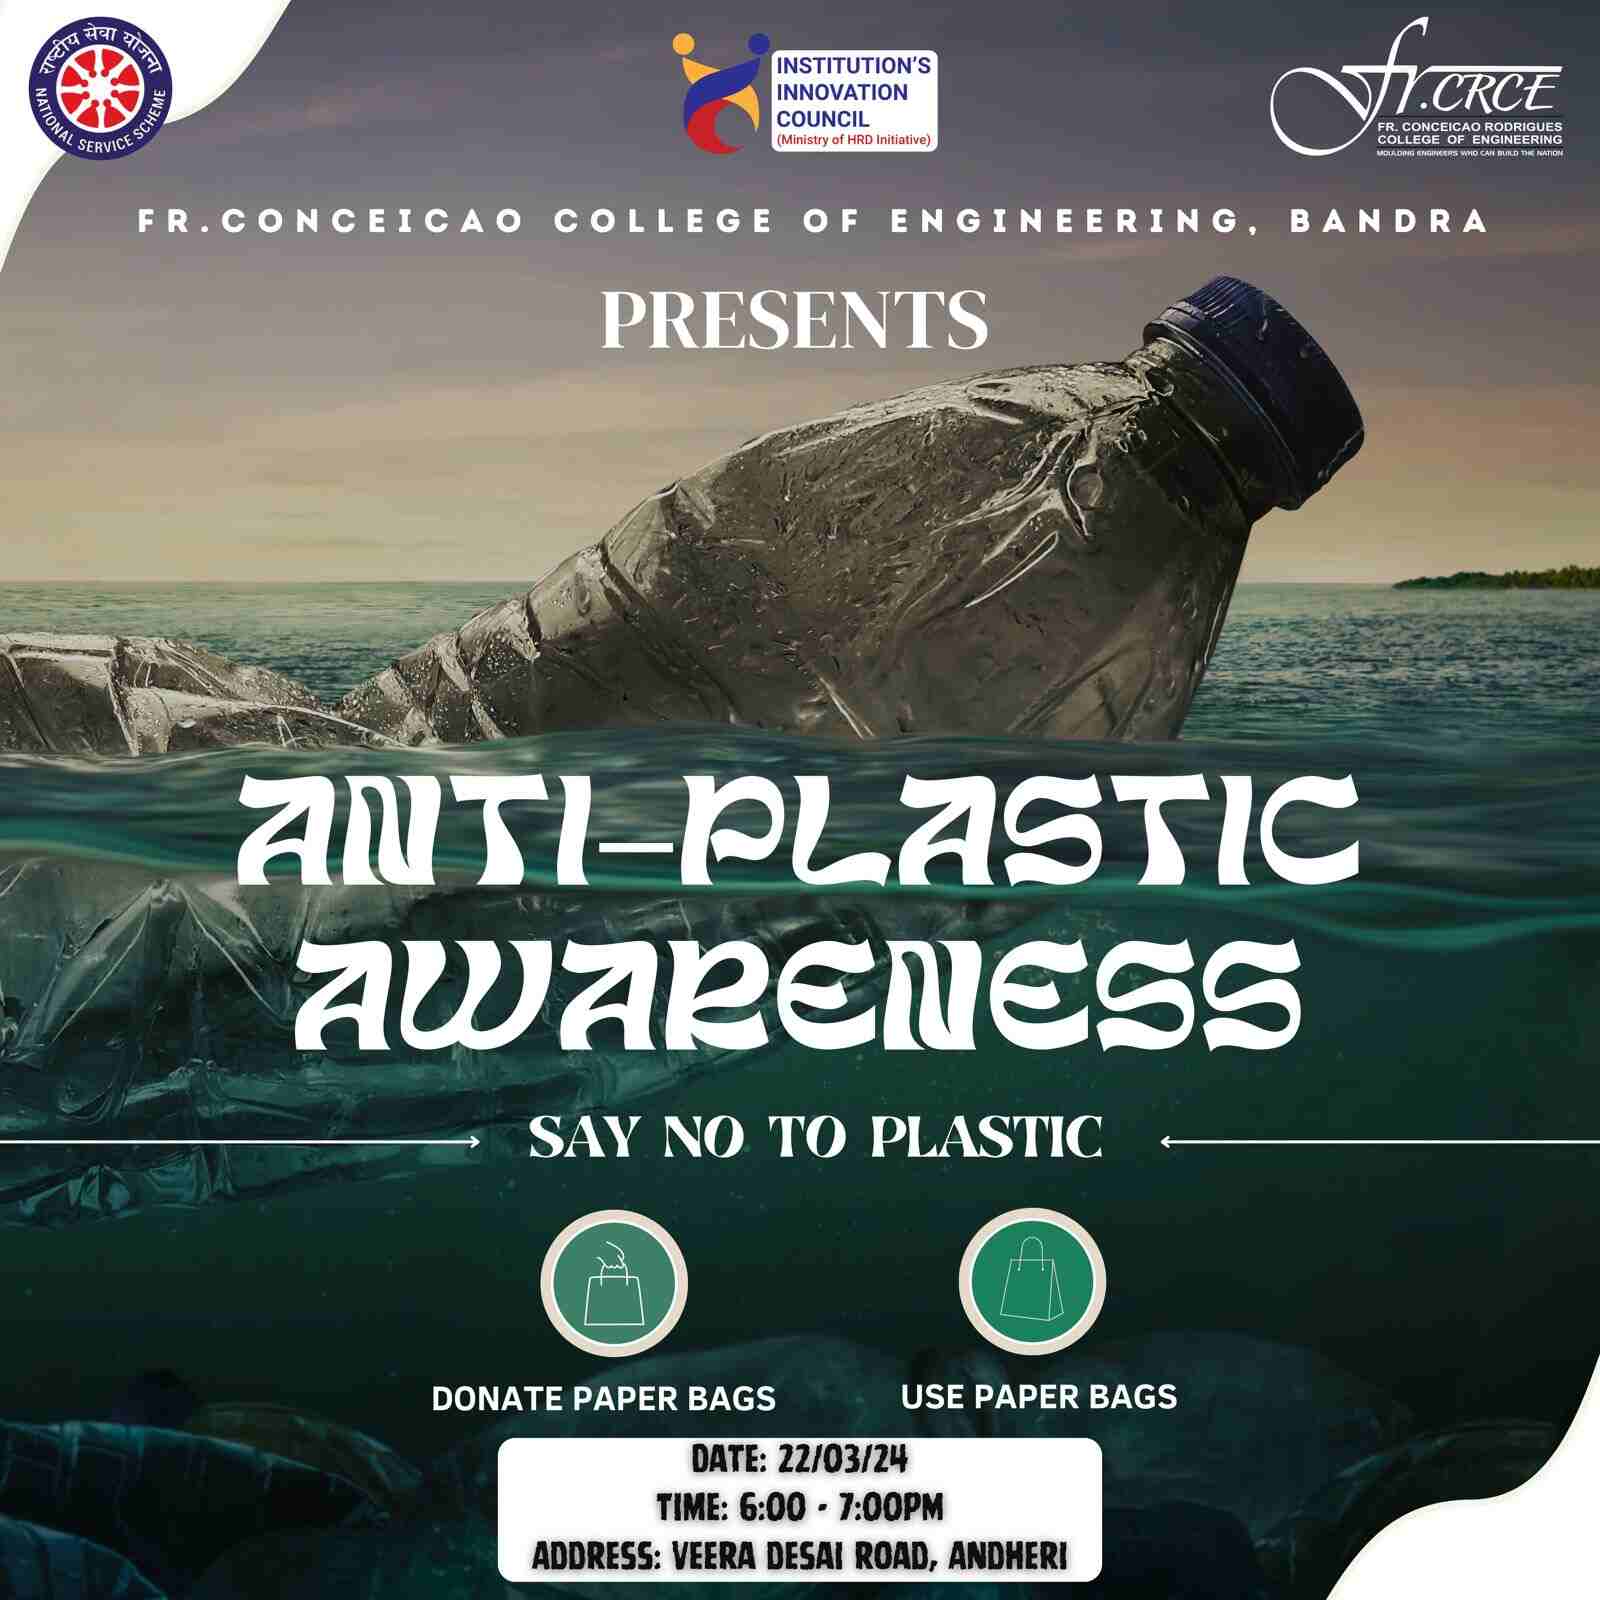 राष्ट्रीय सेवा योजना
NATIONAL SERVICE SCHEME
INSTITUTION'S
INNOVATION
COUNCIL
(Ministry of HRD Initiative)
Fr. CRCE
FR. CONCEICAO RODRIGUES
COLLEGE OF ENGINEERING
MOULDING ENGINEERS WHO CAN BUILD THE NATION
FR.CONCEICAO COLLEGE OF ENGINEERING, BANDRA
PRESENTS
ANTI-PLASTIC
AWARENESS
SAY NO TO PLASTIC
DONATE PAPER BAGS
USE PAPER BAGS
DATE: 22/03/24
TIME: 6:00 - 7:00PM
ADDRESS: VEERA DESAI ROAD, ANDHERI